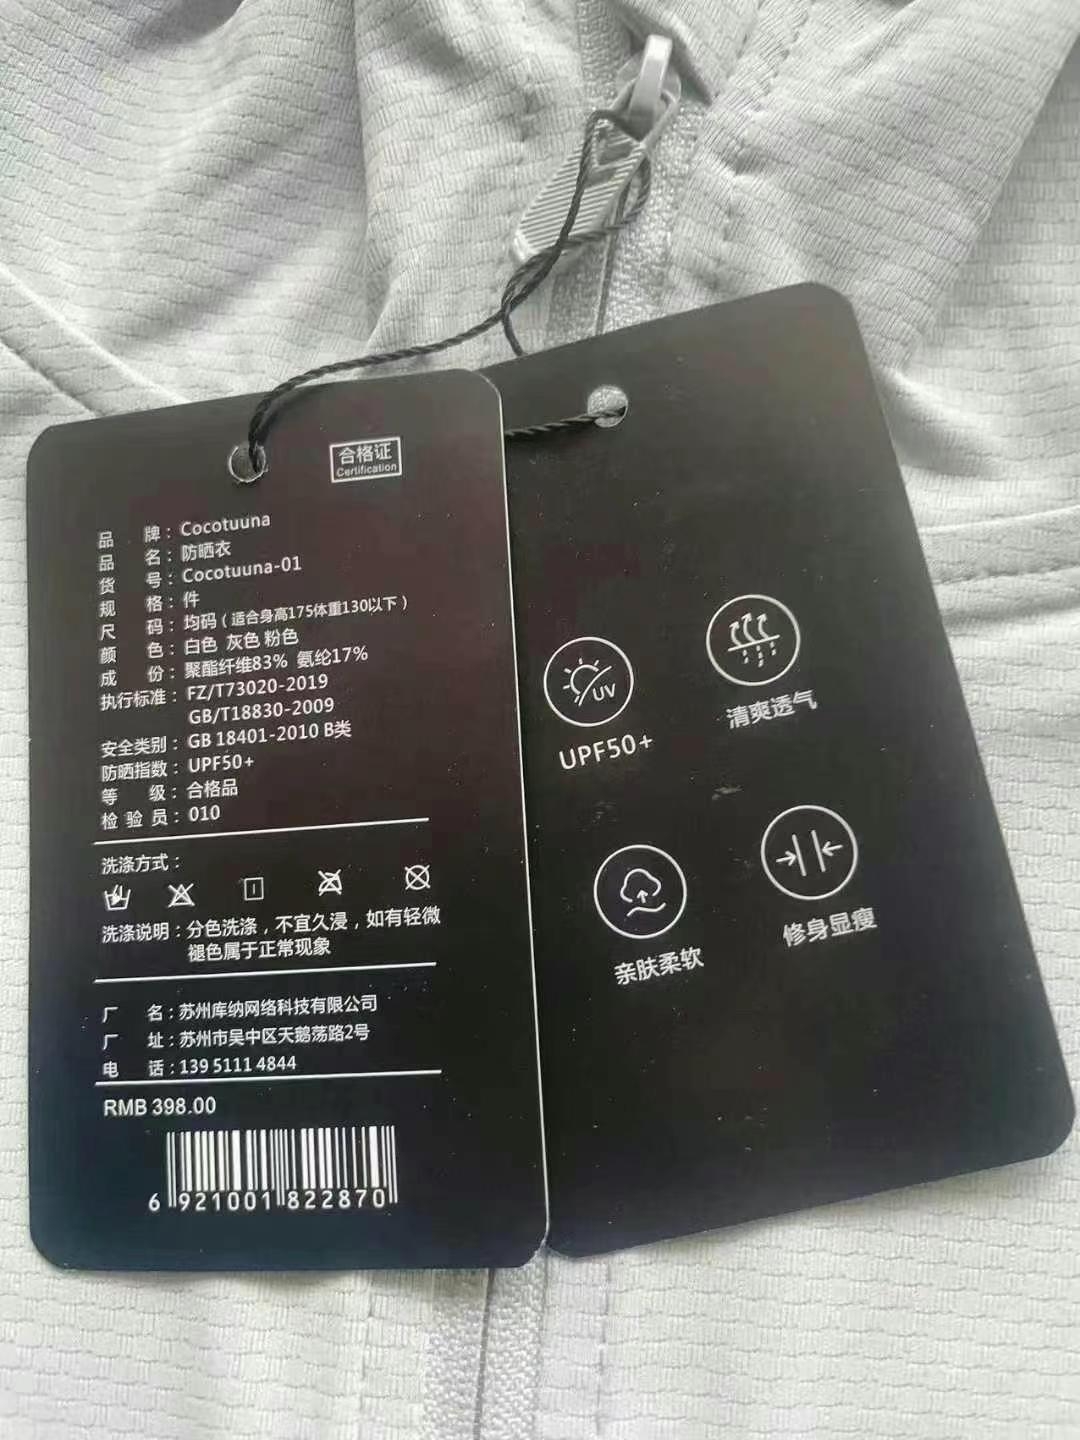 合格证
Certification
品 牌：Cocotuuna
品 名：防晒衣
货 号：Cocotuuna-01
规 格：件
尺 码：均码（适合身高175体重130以下）
颜 色：白色 灰色 粉色
成 份：聚酯纤维83% 氨纶17%
执行标准：FZ/T73020-2019
GB/T18830-2009
安全类别：GB 18401-2010 B类
防晒指数：UPF50+
等 级：合格品
检 验 员：010
洗涤方式：
洗涤说明：分色洗涤，不宜久浸，如有轻微
褪色属于正常现象
厂 名：苏州库纳网络科技有限公司
厂 址：苏州市吴中区天鹅荡路2号
电 话：139 5111 4844
RMB 398.00
6 921001 822870
UV
UPF50+
清爽透气
亲肤柔软
修身显瘦